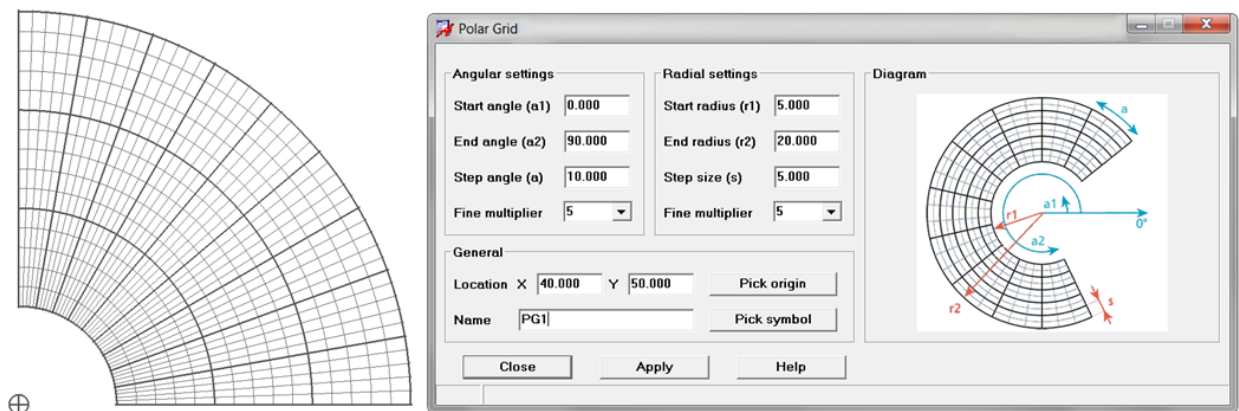 Polar Grid
Angular settings
Start angle (a1) 0.000
End angle (a2) 90.000
Step angle (a) 10.000
Fine multiplier 5
Radial settings
Start radius (r1) 5.000
End radius (r2) 20.000
Step size (s) 5.000
Fine multiplier 5
General
Location X 40.000 Y 50.000 Pick origin
Name PG1 Pick symbol
Close Apply Help
Diagram
a
a1
r1
0°
a2
r2
s